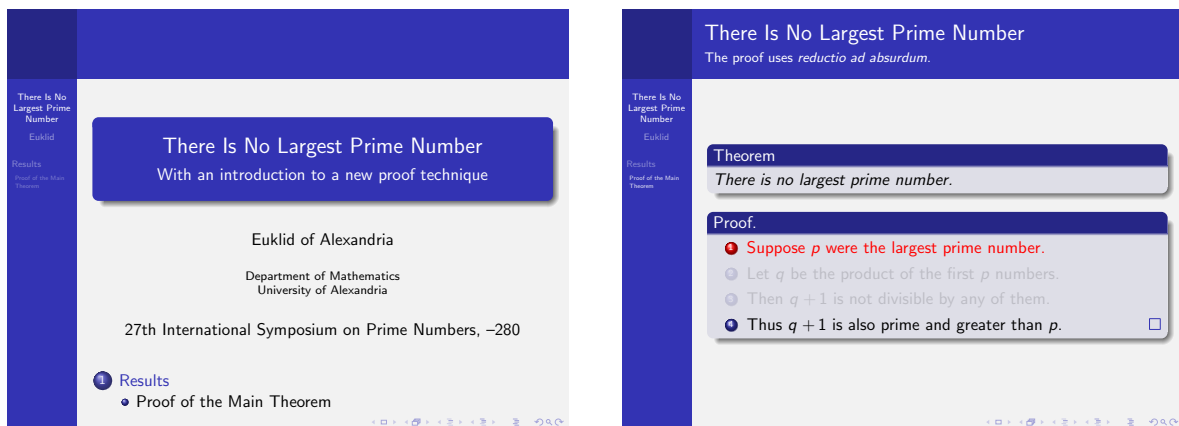 There Is No
Largest Prime
Number
Euklid
Results
Proof of the Main
Theorem
There Is No Largest Prime Number
With an introduction to a new proof technique
Euklid of Alexandria
Department of Mathematics
University of Alexandria
27th International Symposium on Prime Numbers, –280
1 Results
Proof of the Main Theorem
There Is No Largest Prime Number
The proof uses reductio ad absurdum.
There Is No
Largest Prime
Number
Euklid
Results
Proof of the Main
Theorem
Theorem
There is no largest prime number.
Proof.
1 Suppose p were the largest prime number.
2 Let q be the product of the first p numbers.
3 Then q + 1 is not divisible by any of them.
4 Thus q + 1 is also prime and greater than p. □